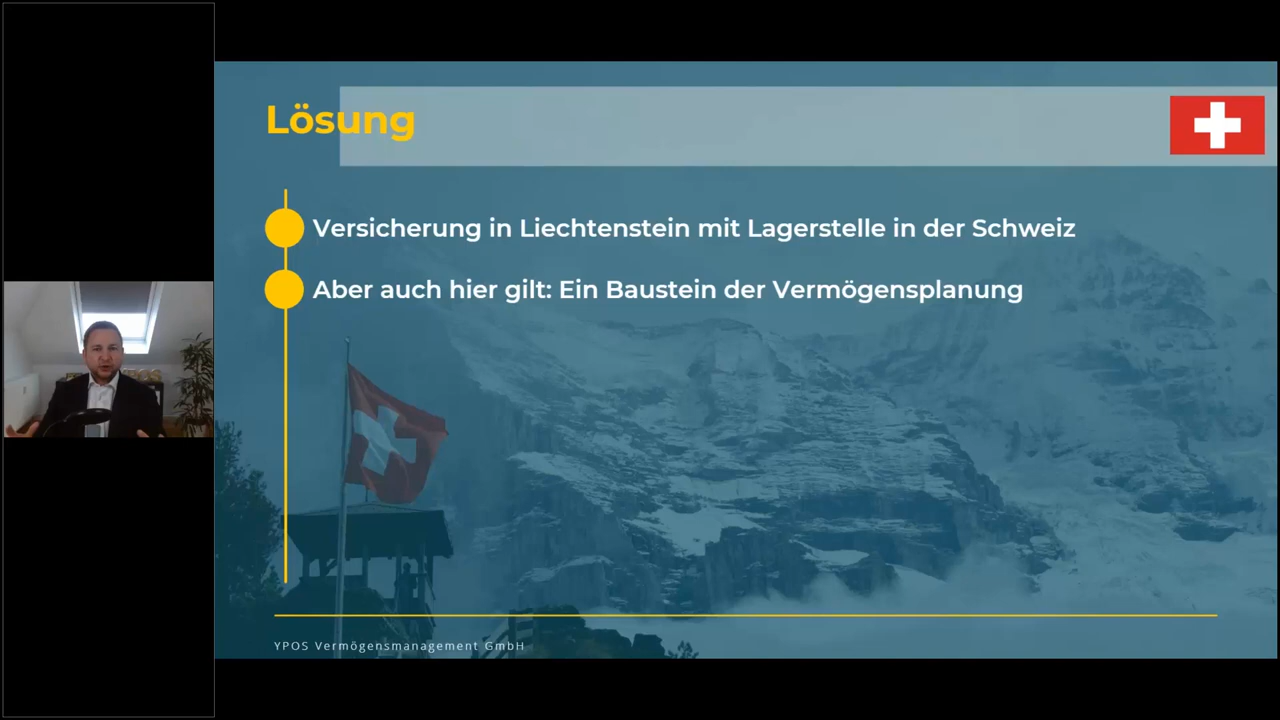 Lösung
Versicherung in Liechtenstein mit Lagerstelle in der Schweiz
Aber auch hier gilt: Ein Baustein der Vermögensplanung
YPOS Vermögensmanagement GmbH